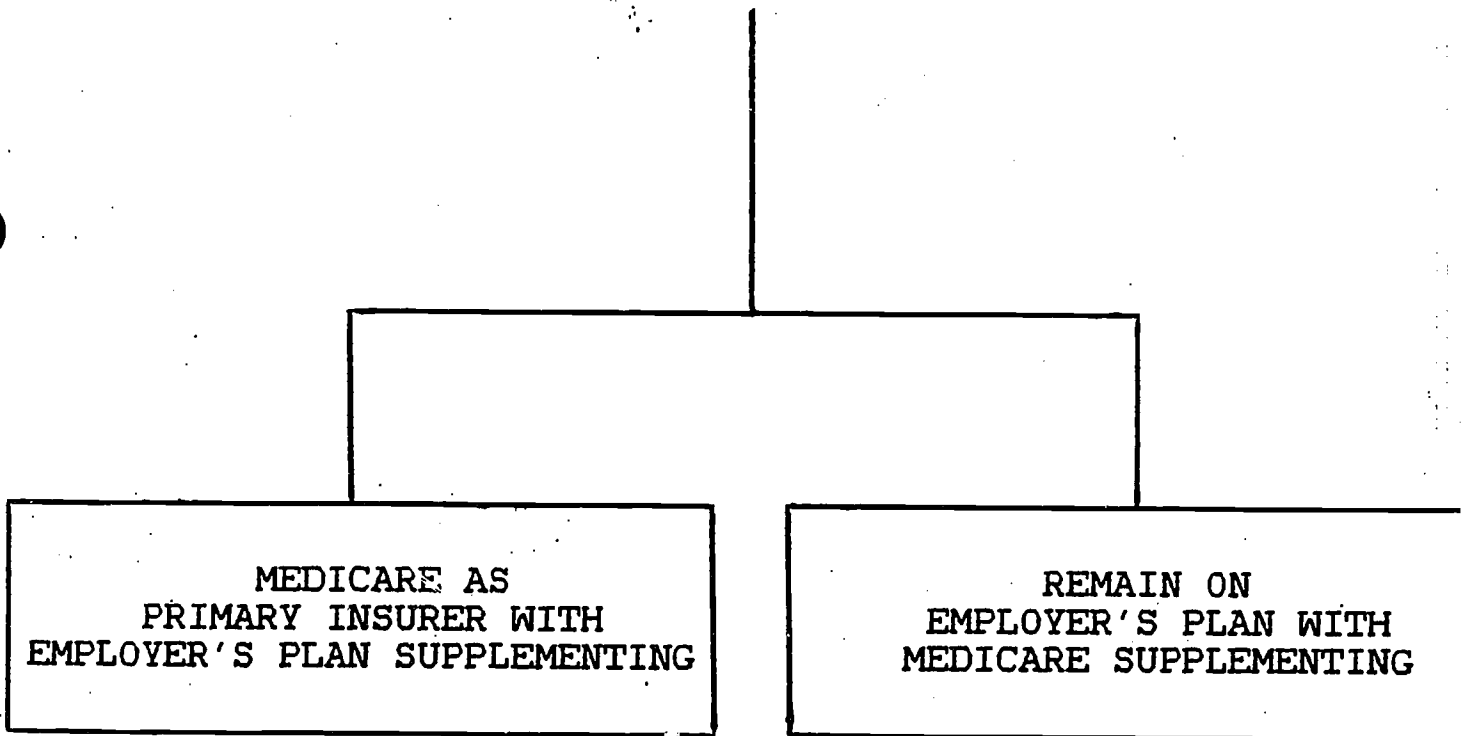 MEDICARE AS
PRIMARY INSURER WITH
EMPLOYER'S PLAN SUPPLEMENTING
REMAIN ON
EMPLOYER'S PLAN WITH
MEDICARE SUPPLEMENTING